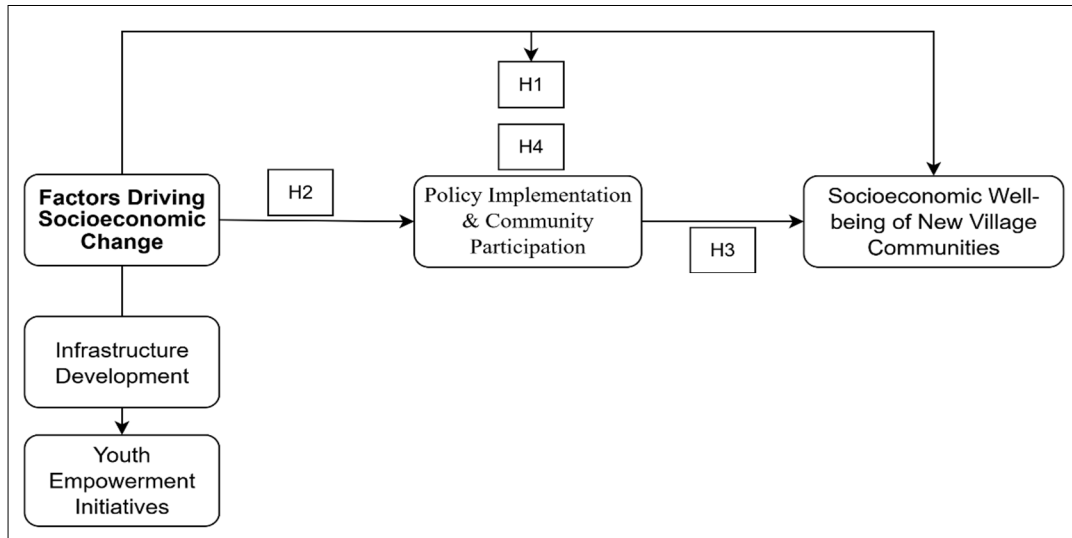 H1
H4
Factors Driving
Socioeconomic
Change
H2
Policy Implementation
& Community
Participation
H3
Socioeconomic Well-
being of New Village
Communities
Infrastructure
Development
Youth
Empowerment
Initiatives